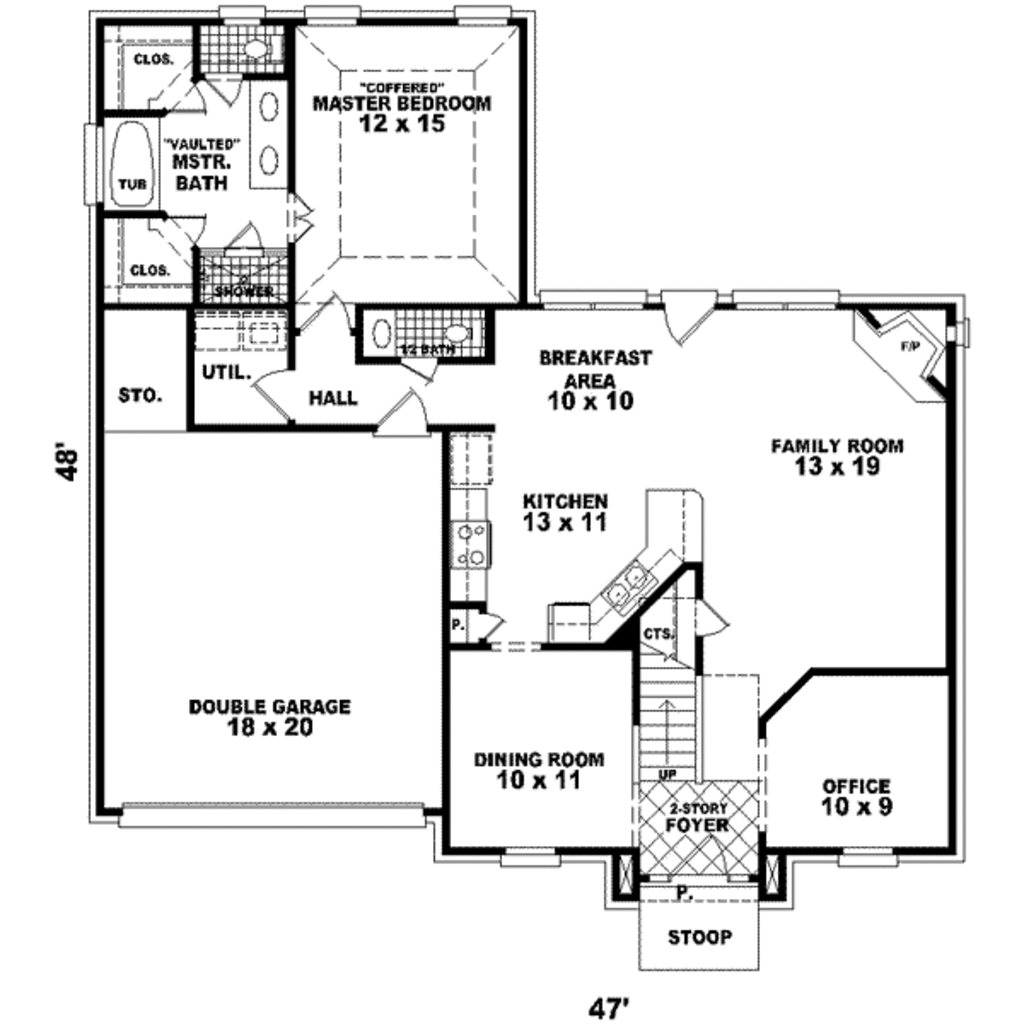 CLOS.
"COFFERED"
MASTER BEDROOM
12 x 15
"VAULTED"
MSTR.
BATH
TUB
CLOS.
SHOWER
1/2 BATH
F/P
BREAKFAST
AREA
10 x 10
UTIL.
STO.
HALL
FAMILY ROOM
13 x 19
48'
KITCHEN
13 x 11
P.
CTS.
DOUBLE GARAGE
18 x 20
DINING ROOM
10 x 11
UP
OFFICE
10 x 9
2-STORY
FOYER
P.
STOOP
47'